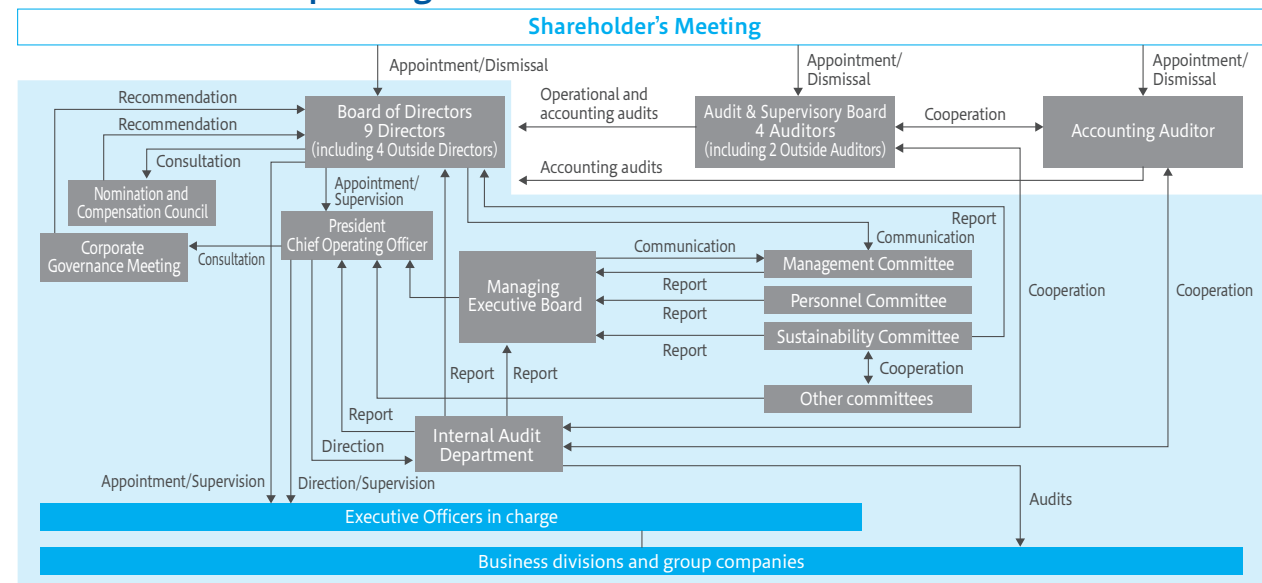 Shareholder's Meeting
Appointment/Dismissal
Appointment/
Dismissal
Appointment/
Dismissal
Recommendation
Recommendation
Consultation
Board of Directors
9 Directors
(including 4 Outside Directors)
Operational and
accounting audits
Audit & Supervisory Board
4 Auditors
(including 2 Outside Auditors)
Cooperation
Accounting Auditor
Accounting audits
Nomination and
Compensation Council
Appointment/
Supervision
President
Chief Operating Officer
Corporate
Governance Meeting
Consultation
Report
Communication
Communication
Management Committee
Managing
Executive Board
Report
Personnel Committee
Report
Sustainability Committee
Report
Cooperation
Cooperation
Cooperation
Other committees
Report
Report
Report
Internal Audit
Department
Direction
Appointment/Supervision
Direction/Supervision
Audits
Executive Officers in charge
Business divisions and group companies